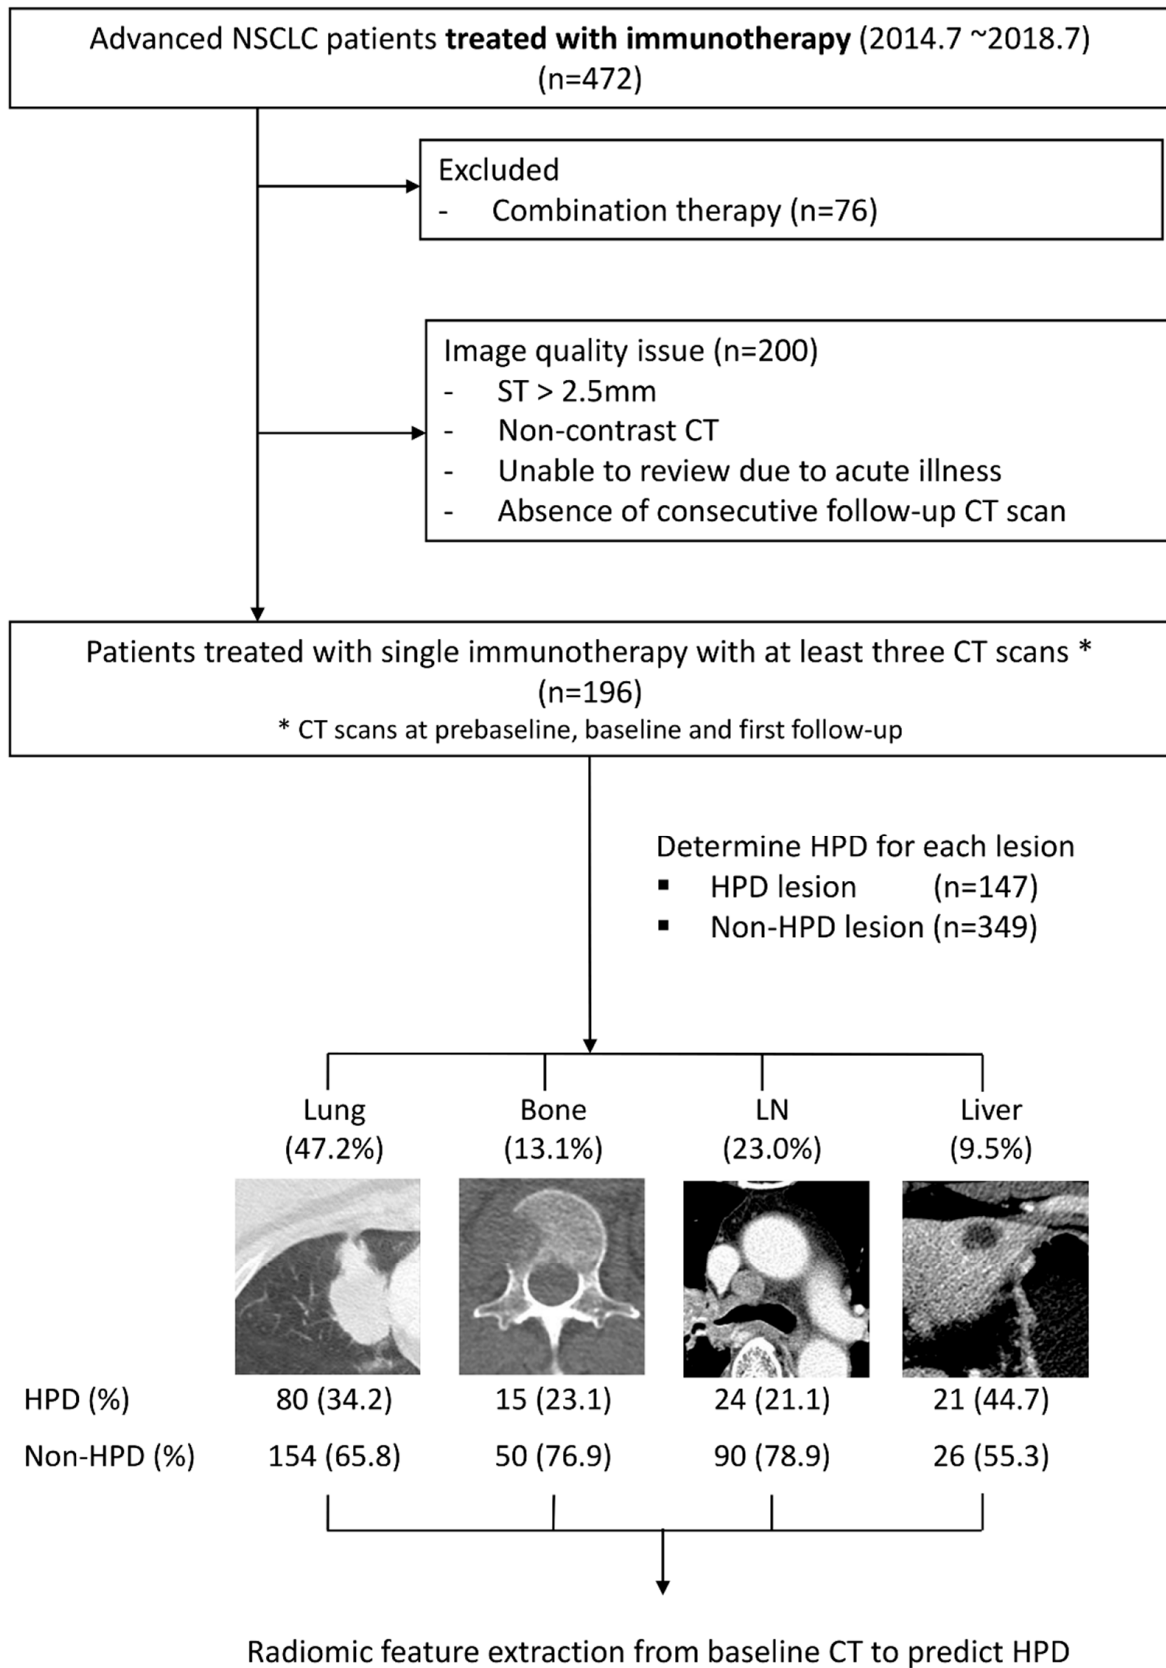 Advanced NSCLC patients treated with immunotherapy (2014.7 ~2018.7)
(n=472)
Excluded
- Combination therapy (n=76)
Image quality issue (n=200)
- ST > 2.5mm
- Non-contrast CT
- Unable to review due to acute illness
- Absence of consecutive follow-up CT scan
Patients treated with single immunotherapy with at least three CT scans *
(n=196)
* CT scans at prebaseline, baseline and first follow-up
Determine HPD for each lesion
▪ HPD lesion (n=147)
▪ Non-HPD lesion (n=349)
Lung Bone LN Liver
(47.2%) (13.1%) (23.0%) (9.5%)
HPD (%) 80 (34.2) 15 (23.1) 24 (21.1) 21 (44.7)
Non-HPD (%) 154 (65.8) 50 (76.9) 90 (78.9) 26 (55.3)
Radiomic feature extraction from baseline CT to predict HPD